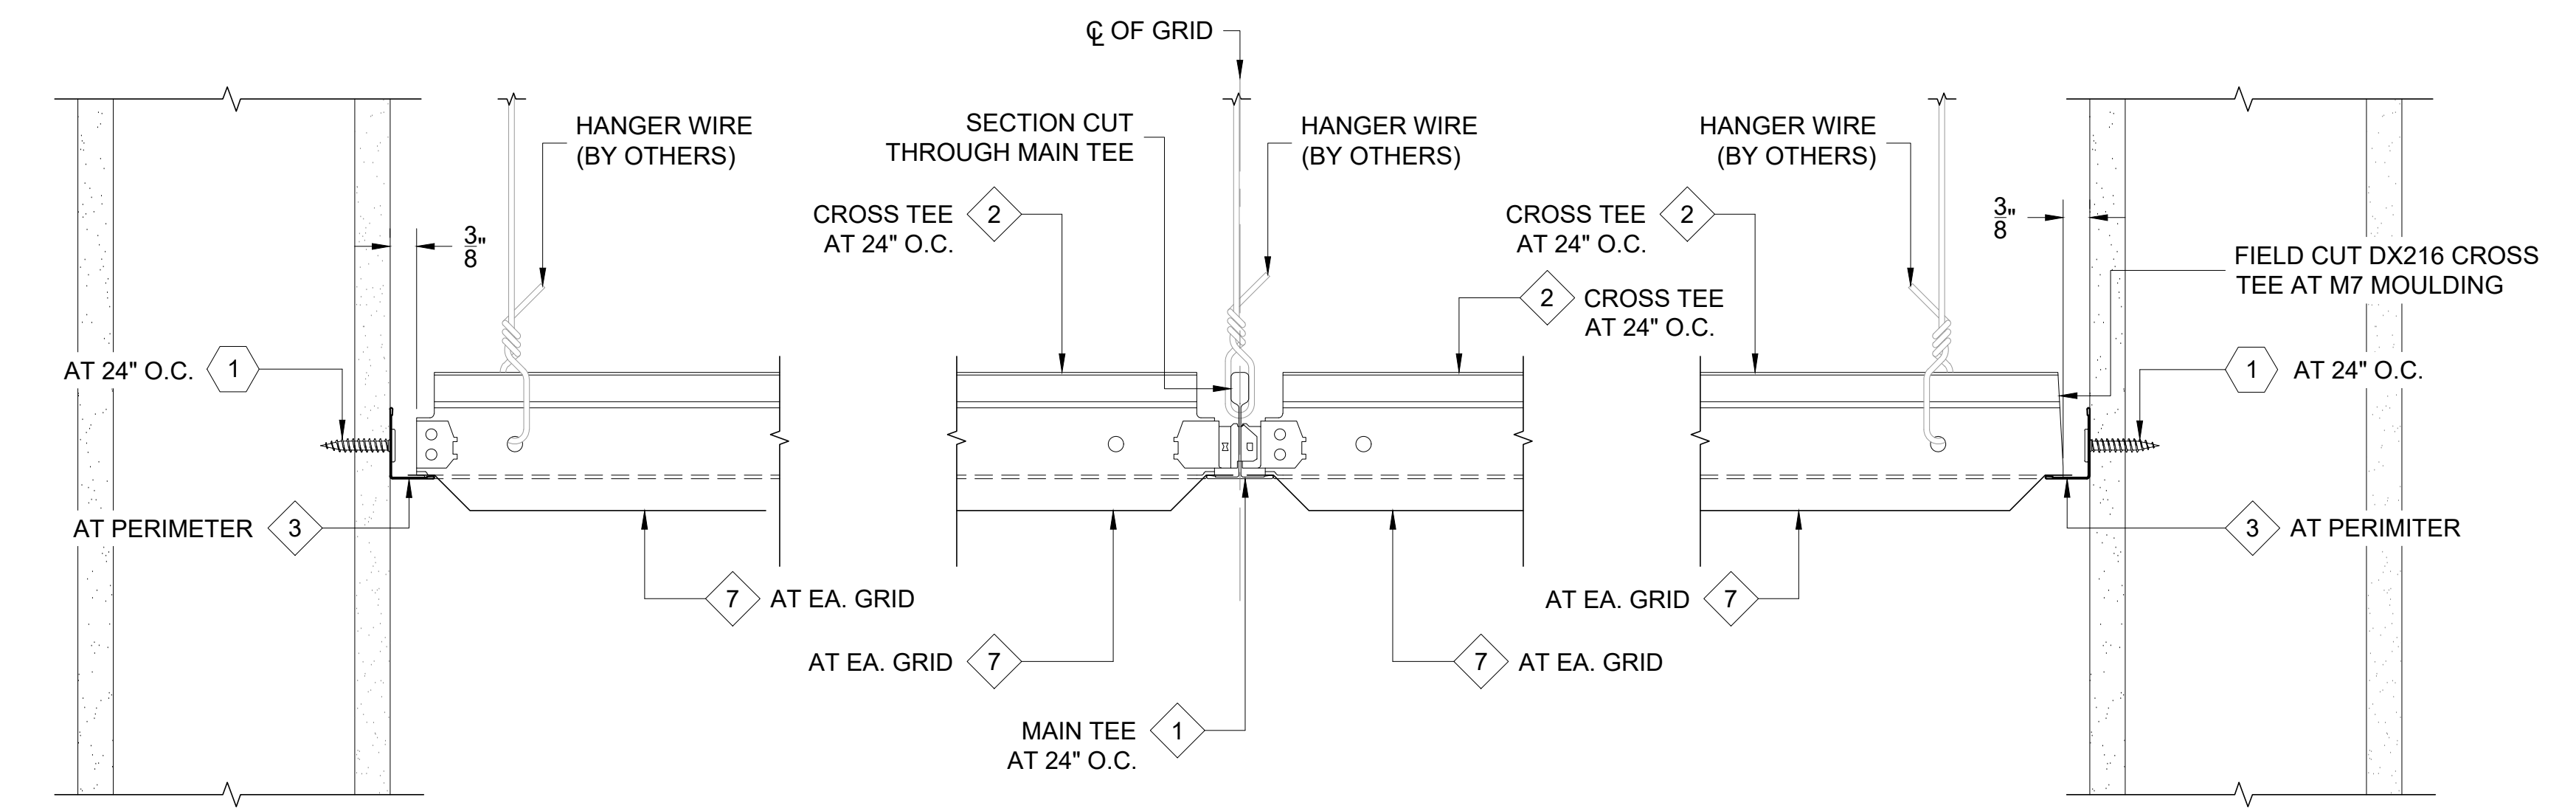 ℄ OF GRID
HANGER WIRE
(BY OTHERS)
SECTION CUT
THROUGH MAIN TEE
HANGER WIRE
(BY OTHERS)
HANGER WIRE
(BY OTHERS)
CROSS TEE 2
AT 24" O.C.
CROSS TEE 2
AT 24" O.C.
3/8"
3/8"
FIELD CUT DX216 CROSS
TEE AT M7 MOULDING
2 CROSS TEE
AT 24" O.C.
AT 24" O.C. 1
1 AT 24" O.C.
AT PERIMETER 3
3 AT PERIMITER
7 AT EA. GRID
AT EA. GRID 7
AT EA. GRID 7
7 AT EA. GRID
MAIN TEE 1
AT 24" O.C.